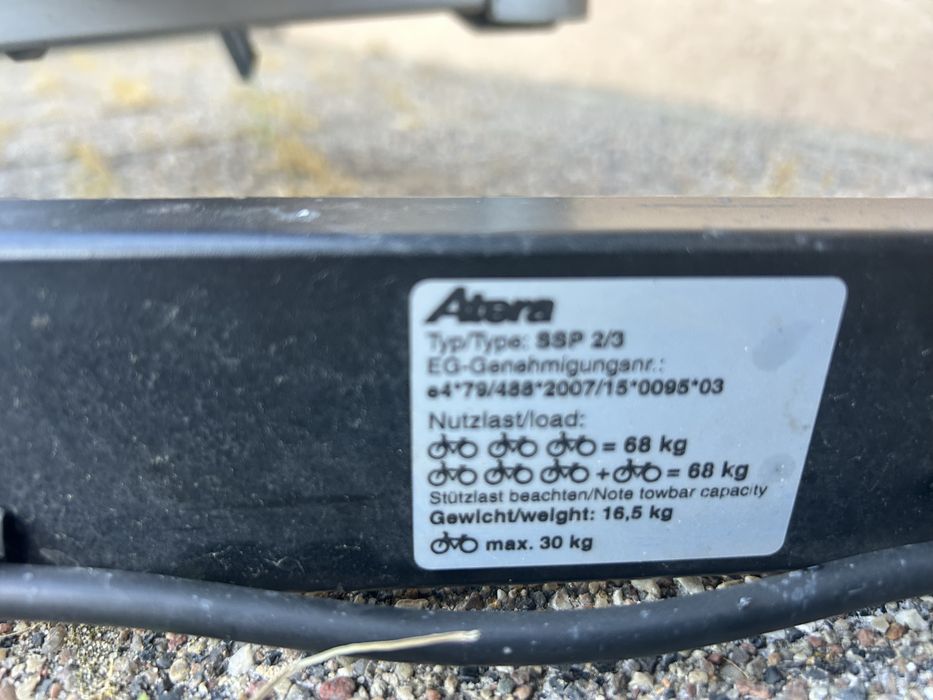 Atera
Typ/Type: SSP 2/3
EG-Genehmigungsnr.:
e4*79/488*2007/15*0095*03
Nutzlast/load:
= 68 kg
+ = 68 kg
Stützlast beachten/Note towbar capacity
Gewicht/weight: 16,5 kg
max. 30 kg